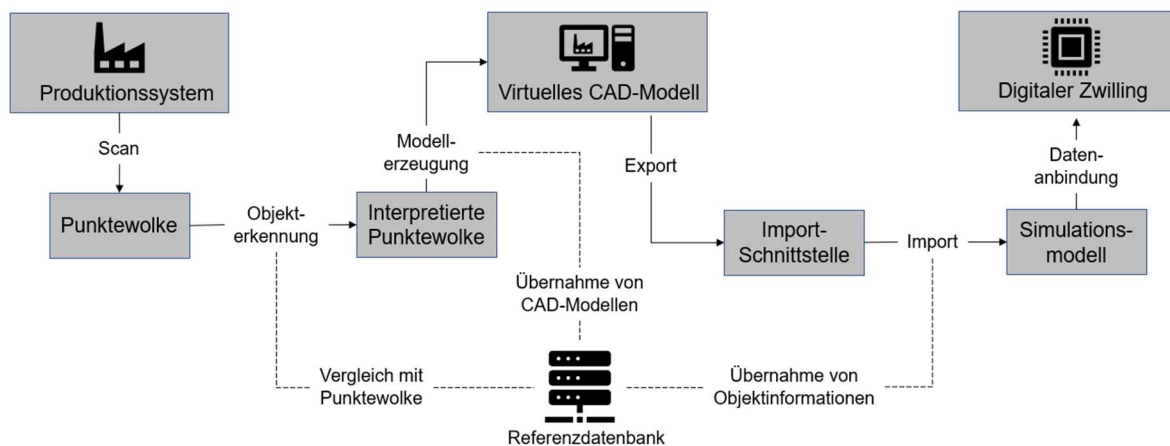 Produktionssystem
Scan
Punktewolke
Objekt-
erkennung
Interpretierte
Punktewolke
Modell-
erzeugung
Virtuelles CAD-Modell
Export
Import-
Schnittstelle
Import
Simulations-
modell
Daten-
anbindung
Digitaler Zwilling
Übernahme von
CAD-Modellen
Vergleich mit
Punktewolke
Übernahme von
Objektinformationen
Referenzdatenbank